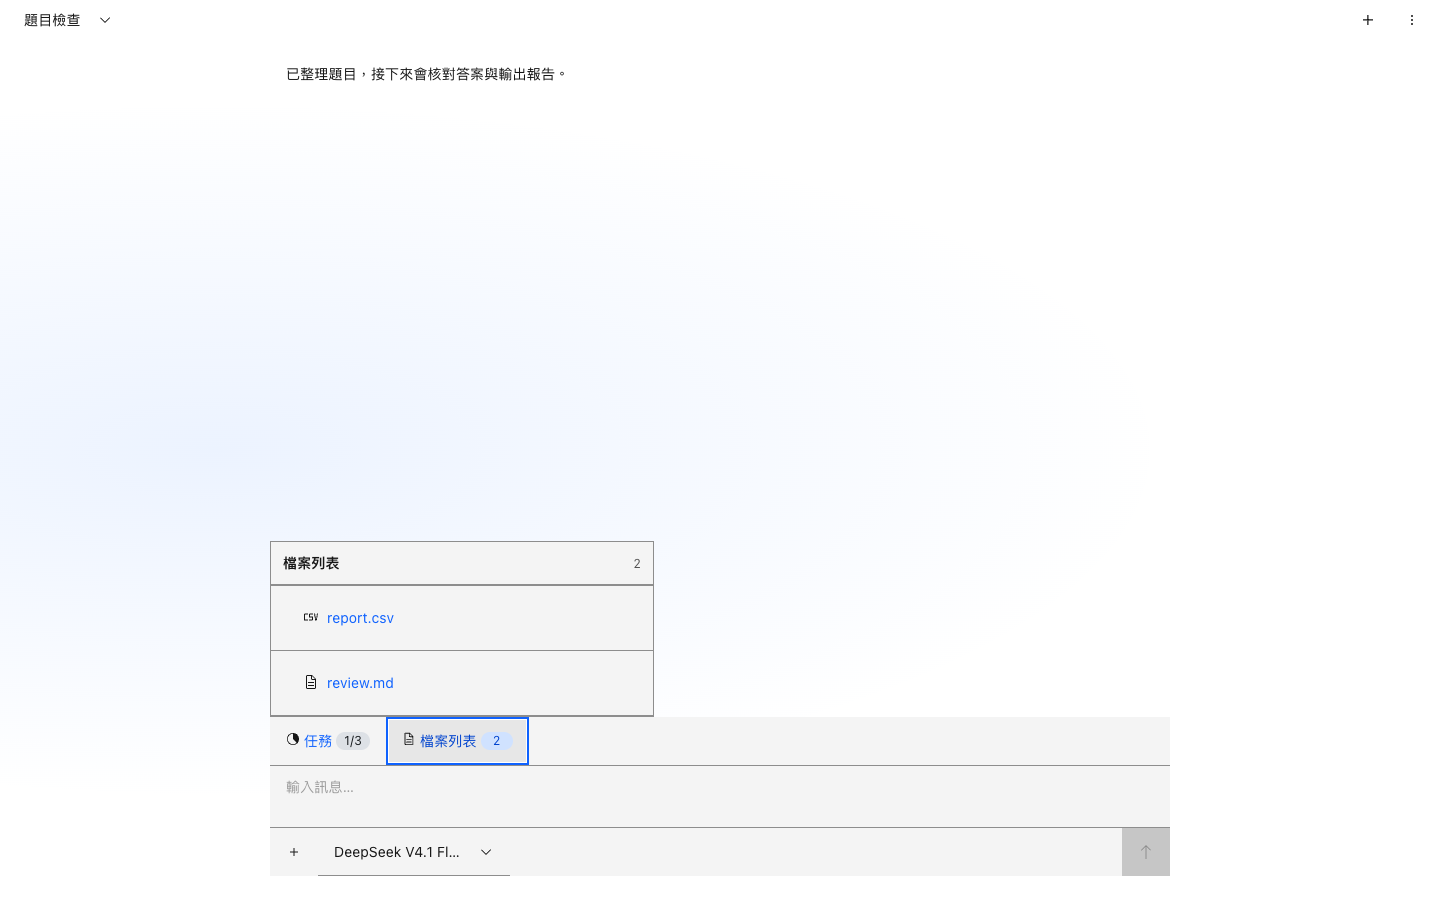 題目檢查
已整理題目，接下來會核對答案與輸出報告。
檔案列表 2
CSV report.csv
review.md
任務 1/3 檔案列表 2
輸入訊息...
DeepSeek V4.1 Fl...